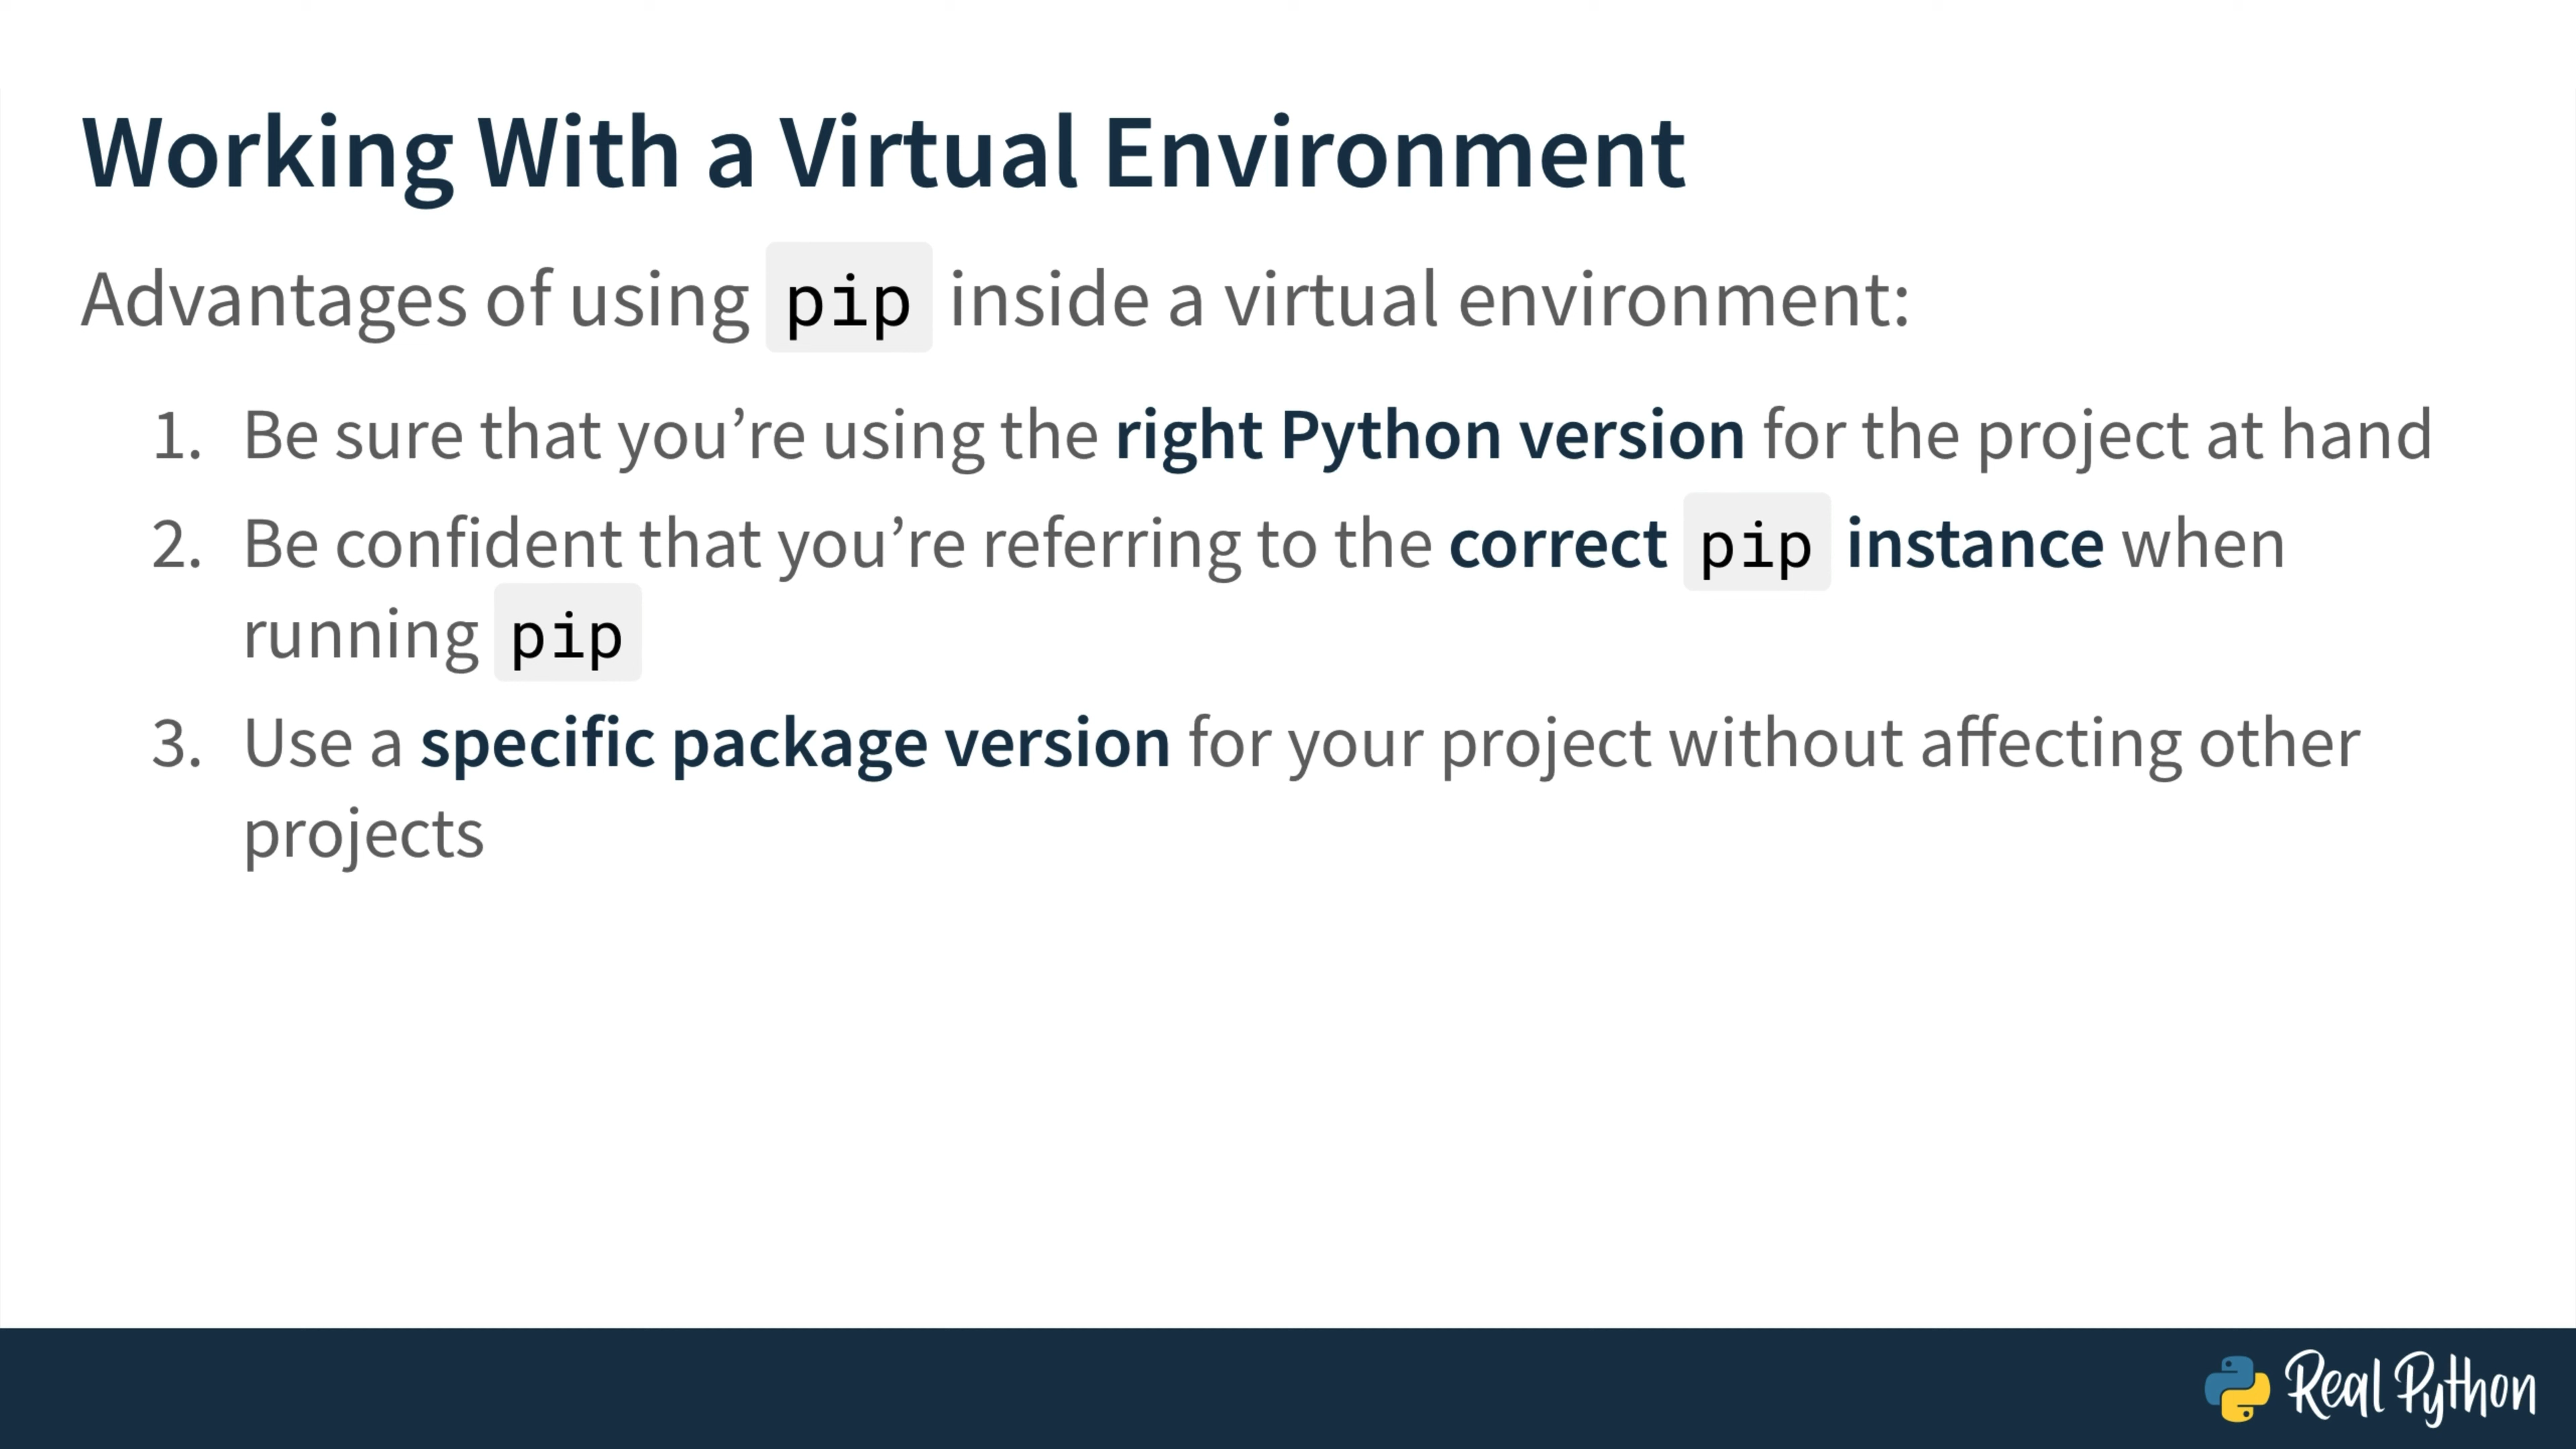 Working With a Virtual Environment
Advantages of using pip inside a virtual environment:
1. Be sure that you’re using the right Python version for the project at hand
2. Be confident that you’re referring to the correct pip instance when
running pip
3. Use a specific package version for your project without affecting other
projects
Real Python